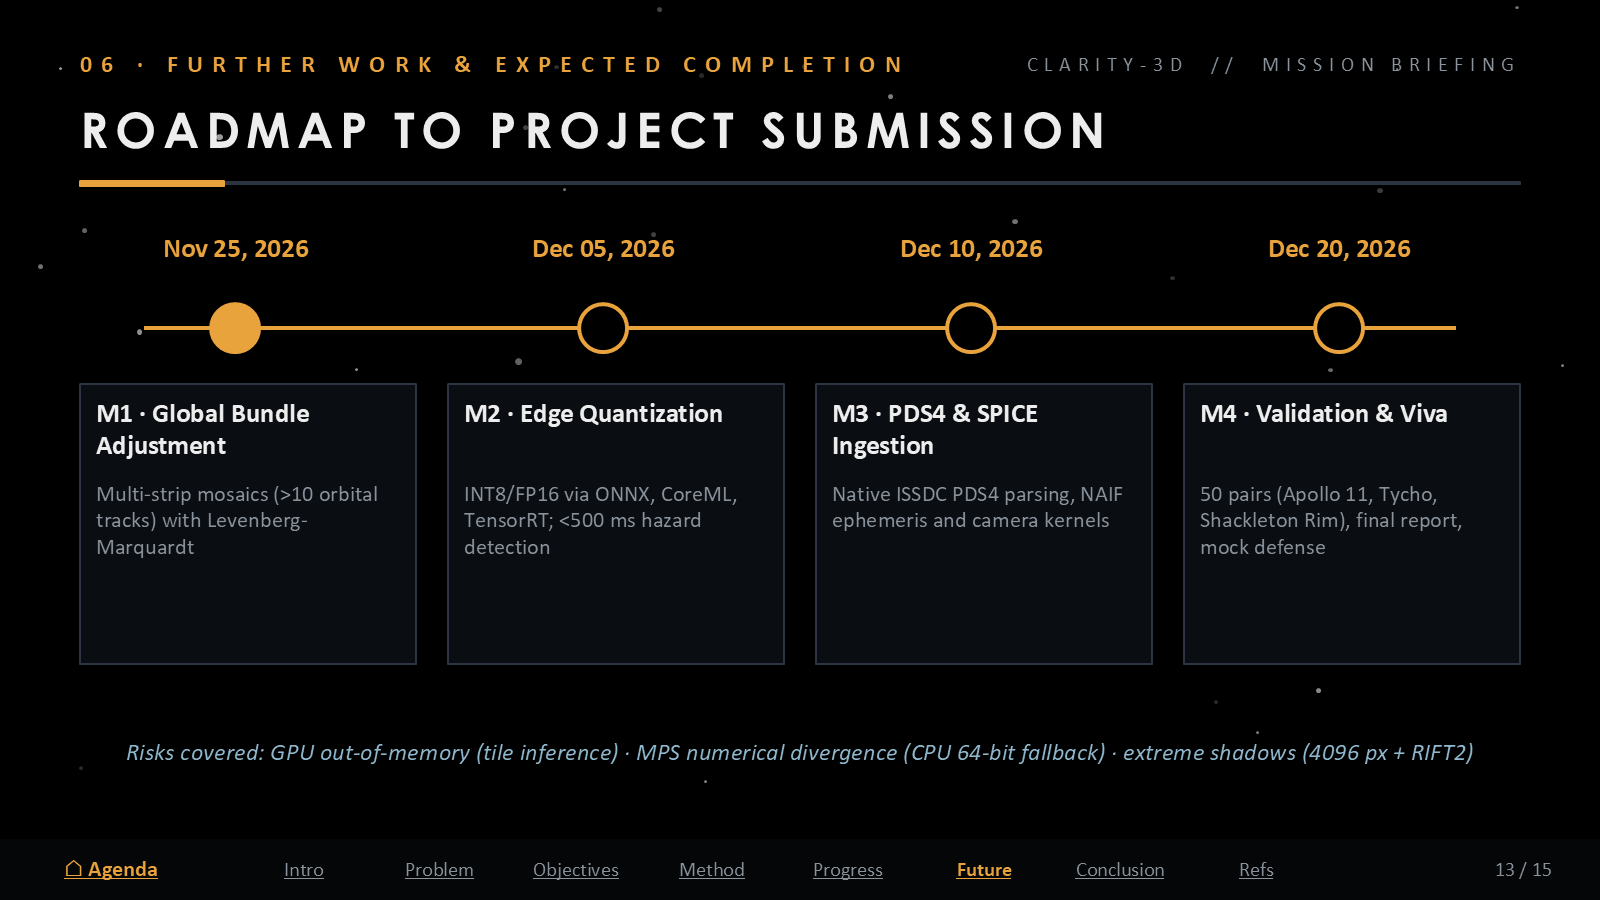 06 · FURTHER WORK & EXPECTED COMPLETION
CLARITY-3D // MISSION BRIEFING
ROADMAP TO PROJECT SUBMISSION
Nov 25, 2026
Dec 05, 2026
Dec 10, 2026
Dec 20, 2026
M1 · Global Bundle
Adjustment
Multi-strip mosaics (>10 orbital
tracks) with Levenberg-
Marquardt
M2 · Edge Quantization
INT8/FP16 via ONNX, CoreML,
TensorRT; <500 ms hazard
detection
M3 · PDS4 & SPICE
Ingestion
Native ISSDC PDS4 parsing, NAIF
ephemeris and camera kernels
M4 · Validation & Viva
50 pairs (Apollo 11, Tycho,
Shackleton Rim), final report,
mock defense
Risks covered: GPU out-of-memory (tile inference) · MPS numerical divergence (CPU 64-bit fallback) · extreme shadows (4096 px + RIFT2)
⌂ Agenda
Intro
Problem
Objectives
Method
Progress
Future
Conclusion
Refs
13 / 15